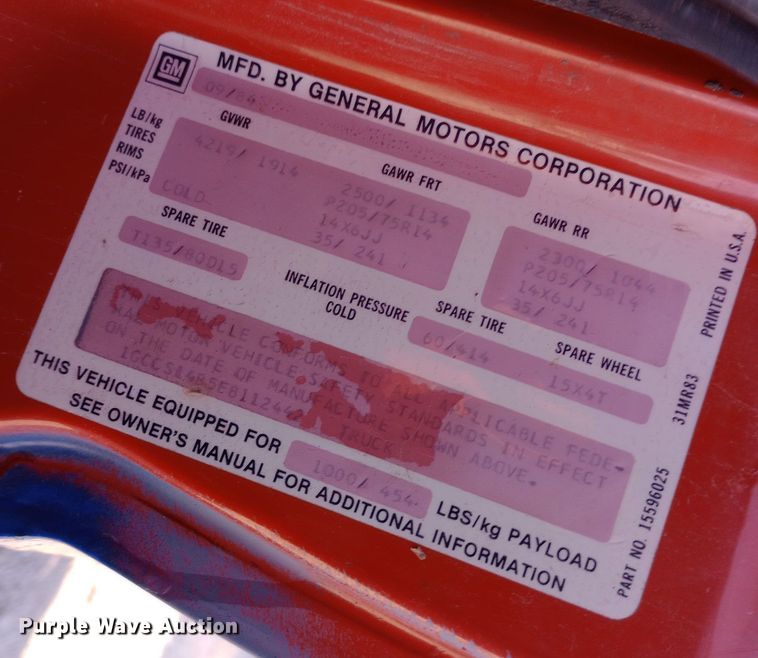 GM
MFD. BY GENERAL MOTORS CORPORATION
09/84
GVWR GAWR FRT GAWR RR
LB/kg 4219/ 1914 2500/ 1134 2300/ 1044
TIRES P205/75R14 P205/75R14
RIMS 14X6JJ 14X6JJ
PSI/kPa COLD 35/ 241 35/ 241
SPARE TIRE INFLATION PRESSURE COLD SPARE TIRE SPARE WHEEL
T135/80D15 60/414 15X4T
VEHICLE CONFORMS TO ALL APPLICABLE FEDE-
RAL MOTOR VEHICLE SAFETY STANDARDS IN EFFECT
ON THE DATE OF MANUFACTURE SHOWN ABOVE.
TRUCK
THIS VEHICLE EQUIPPED FOR 1000/ 454 LBS/kg PAYLOAD
SEE OWNER'S MANUAL FOR ADDITIONAL INFORMATION
PART NO. 15596025 31MR83 PRINTED IN U.S.A.
Purple Wave Auction